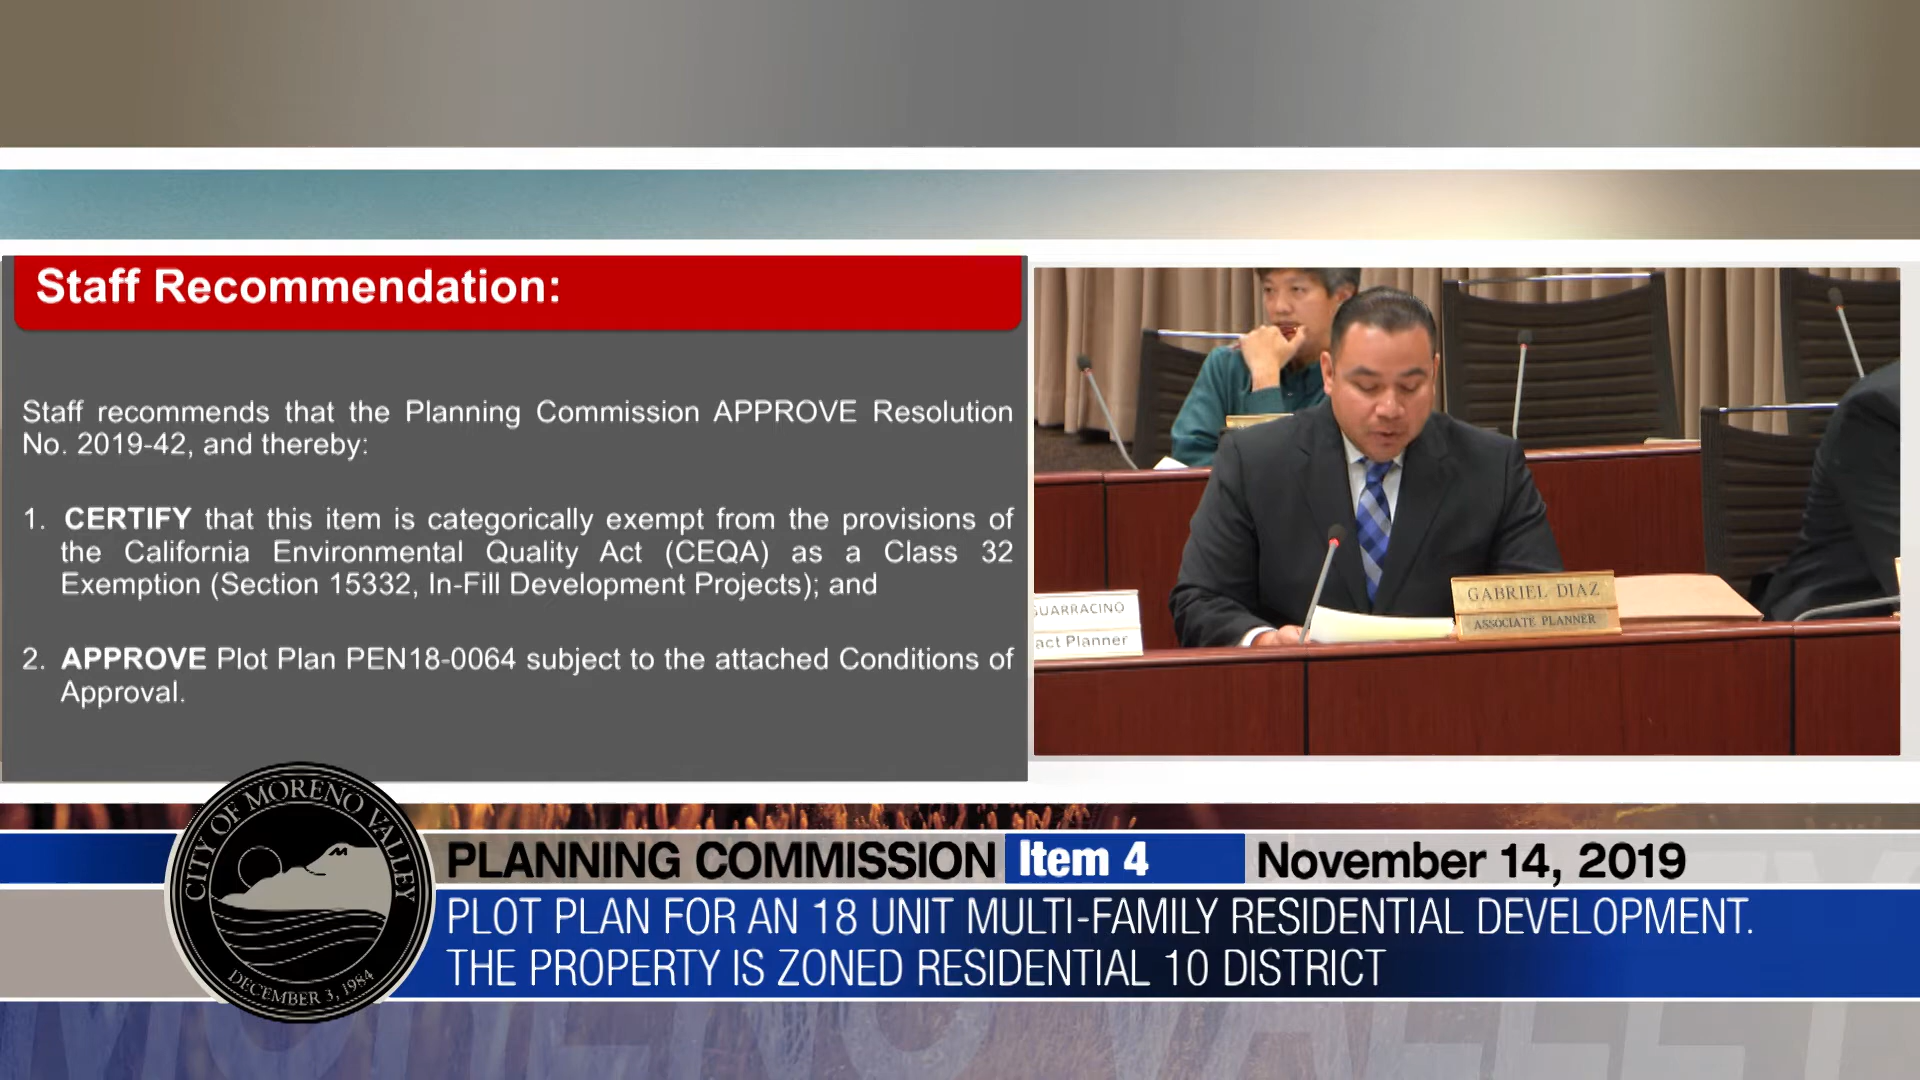 Staff Recommendation:
Staff recommends that the Planning Commission APPROVE Resolution
No. 2019-42, and thereby:
1. CERTIFY that this item is categorically exempt from the provisions of
the California Environmental Quality Act (CEQA) as a Class 32
Exemption (Section 15332, In-Fill Development Projects); and
2. APPROVE Plot Plan PEN18-0064 subject to the attached Conditions of
Approval.
GUARRACINO
act Planner
GABRIEL DIAZ
ASSOCIATE PLANNER
CITY OF MORENO VALLEY
DECEMBER 3, 1984
PLANNING COMMISSION Item 4 November 14, 2019
PLOT PLAN FOR AN 18 UNIT MULTI-FAMILY RESIDENTIAL DEVELOPMENT.
THE PROPERTY IS ZONED RESIDENTIAL 10 DISTRICT
MORENO VALLEY